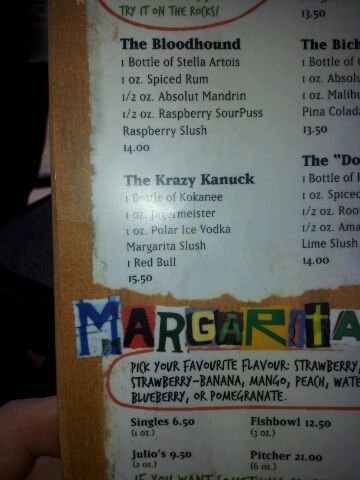 TRY IT ON THE ROCKS!
13.50
The Bloodhound
1 Bottle of Stella Artois
1 oz. Spiced Rum
1/2 oz. Absolut Mandrin
1/2 oz. Raspberry SourPuss
Raspberry Slush
14.00
The Bich
1 Bottle of
1 oz. Absolu
1 oz. Malibu
Pina Colada
13.50
The Krazy Kanuck
1 Bottle of Kokanee
1 oz. Jagermeister
1 oz. Polar Ice Vodka
Margarita Slush
1 Red Bull
15.50
The "Do
1 Bottle of
1 oz. Spiced
1/2 oz. Roo
1/2 oz. Ama
Lime Slush
14.00
MARGARITA
PICK YOUR FAVOURITE FLAVOUR: STRAWBERRY,
STRAWBERRY-BANANA, MANGO, PEACH, WATE
BLUEBERRY, OR POMEGRANATE.
Singles 6.50
(1 oz.)
Fishbowl 12.50
(3 oz.)
Julio's 9.50
(2 oz.)
Pitcher 21.00
(6 oz.)
IF YOU WANT SOMETHING